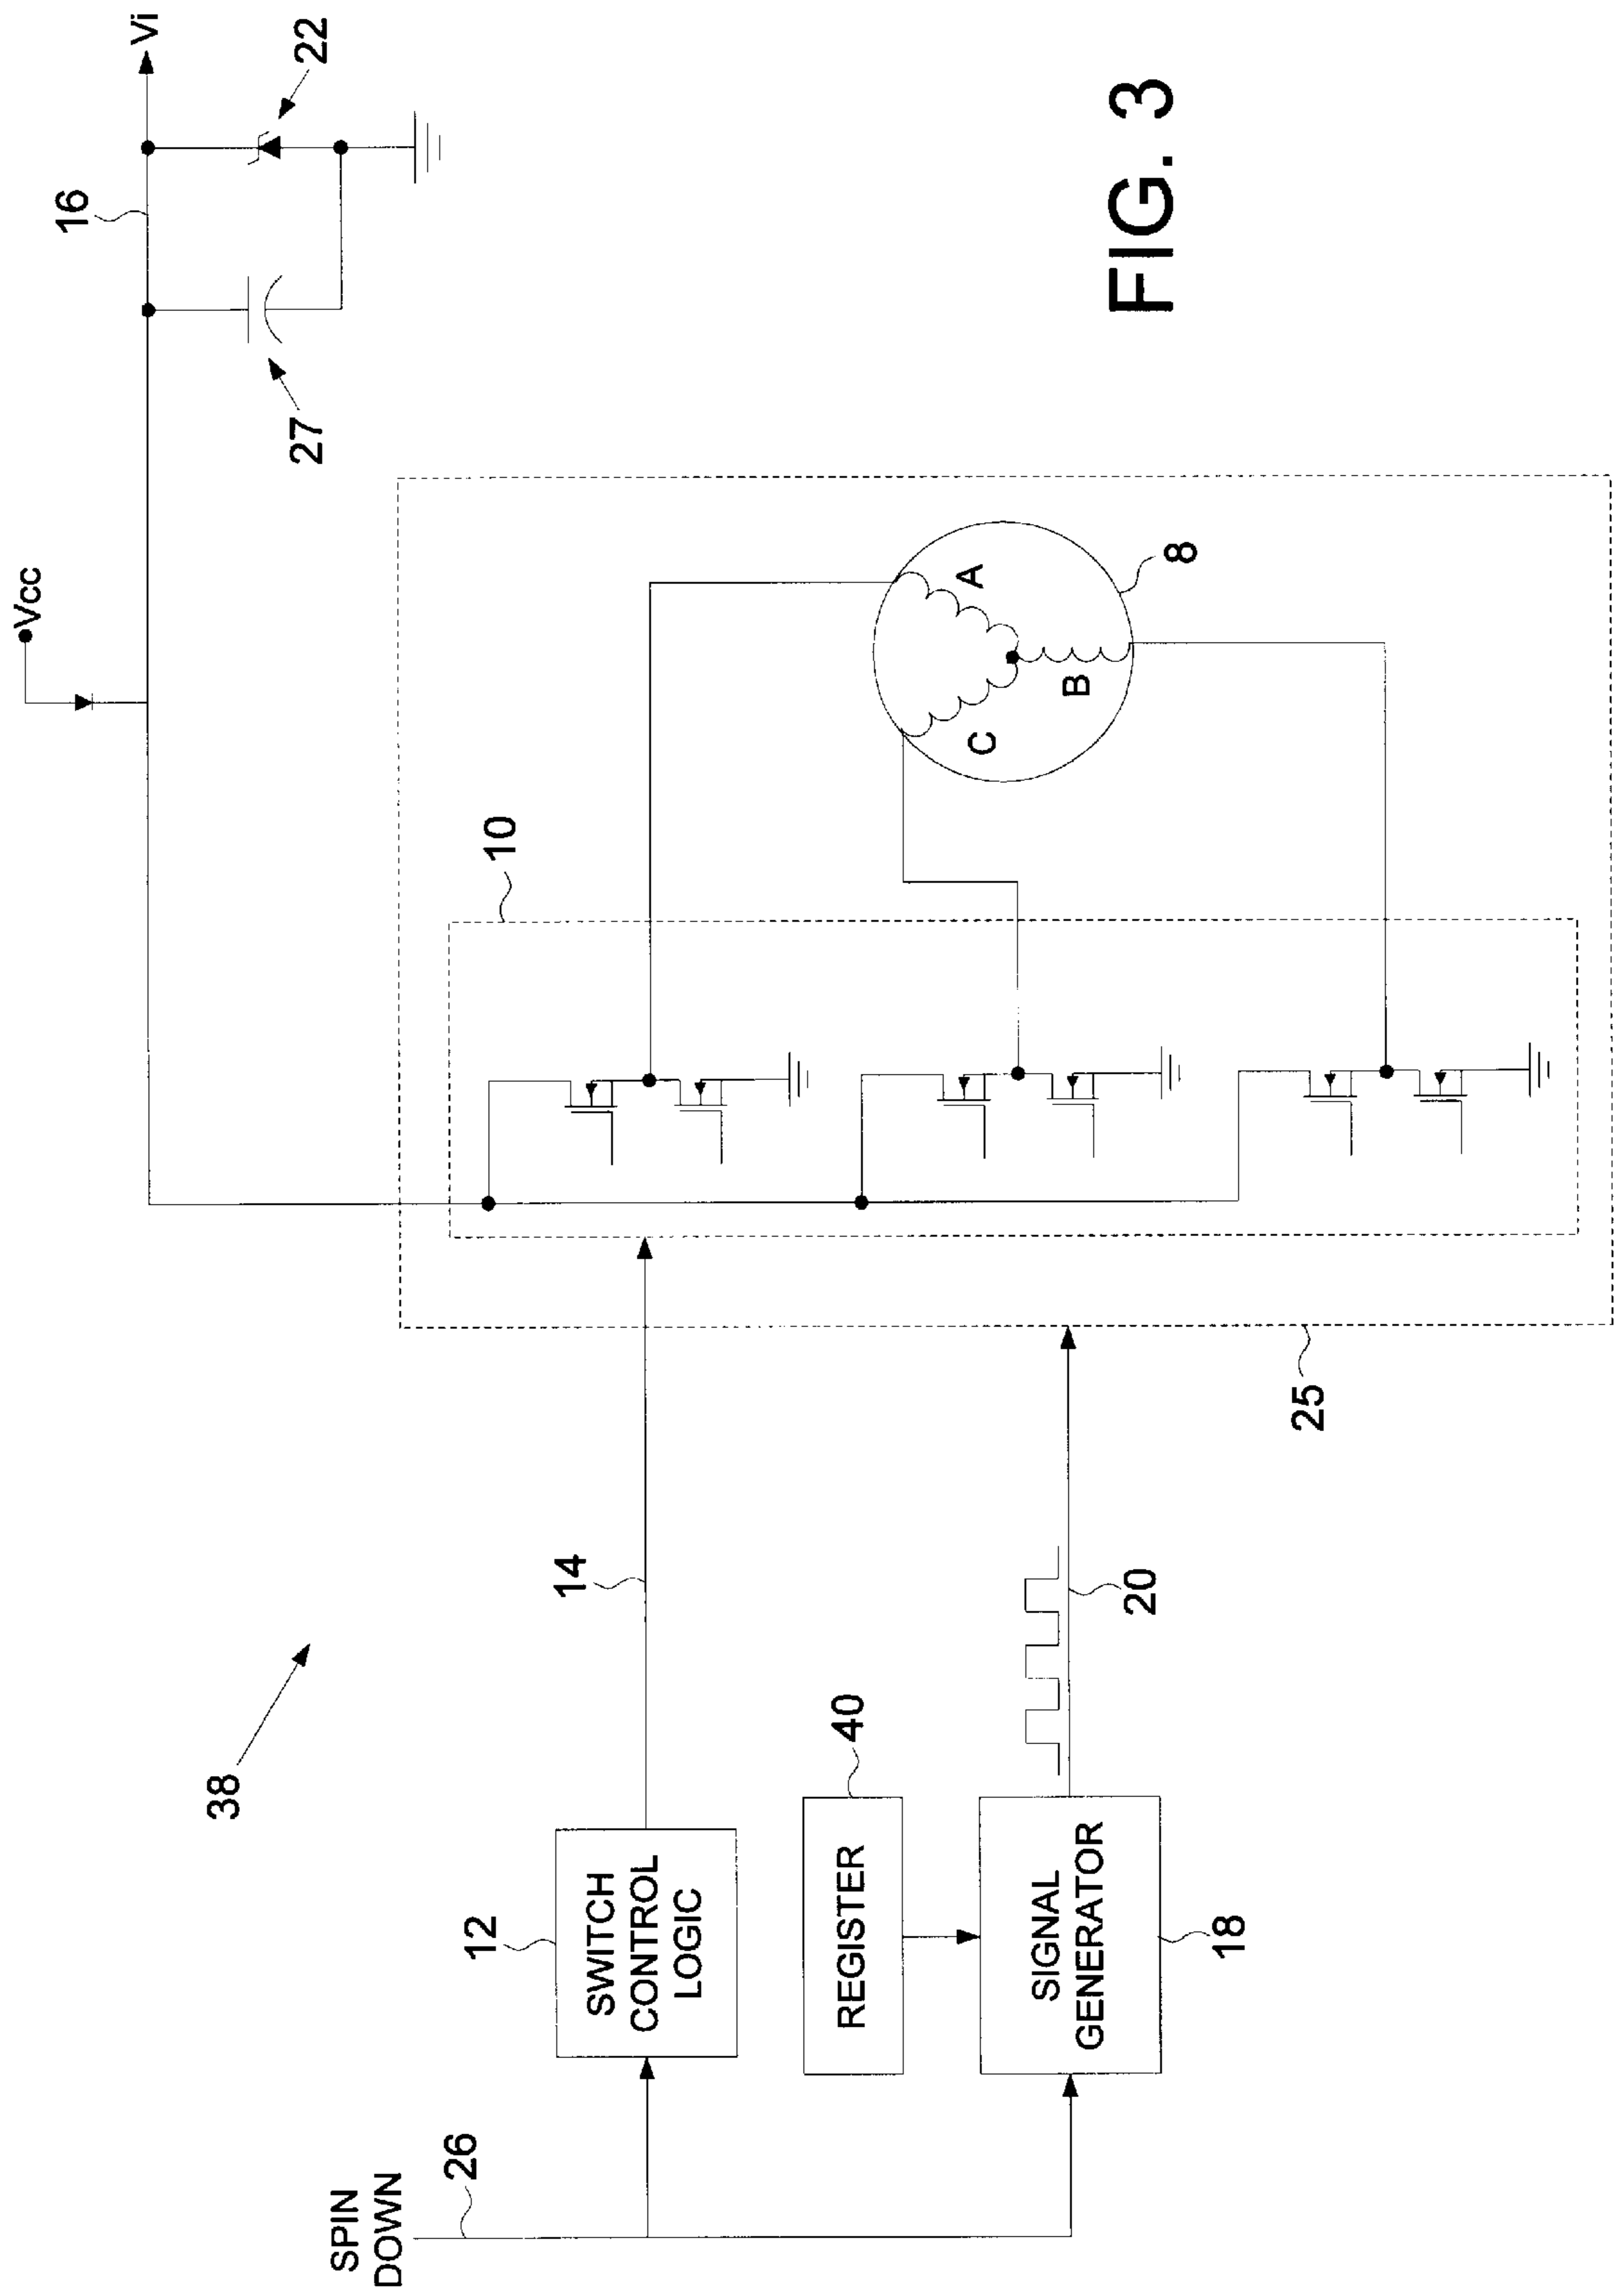 SPIN
DOWN
26
38
12
SWITCH
CONTROL
LOGIC
14
REGISTER
40
SIGNAL
GENERATOR
18
20
25
10
Vcc
16
Vi
22
27
A
B
C
8
FIG. 3